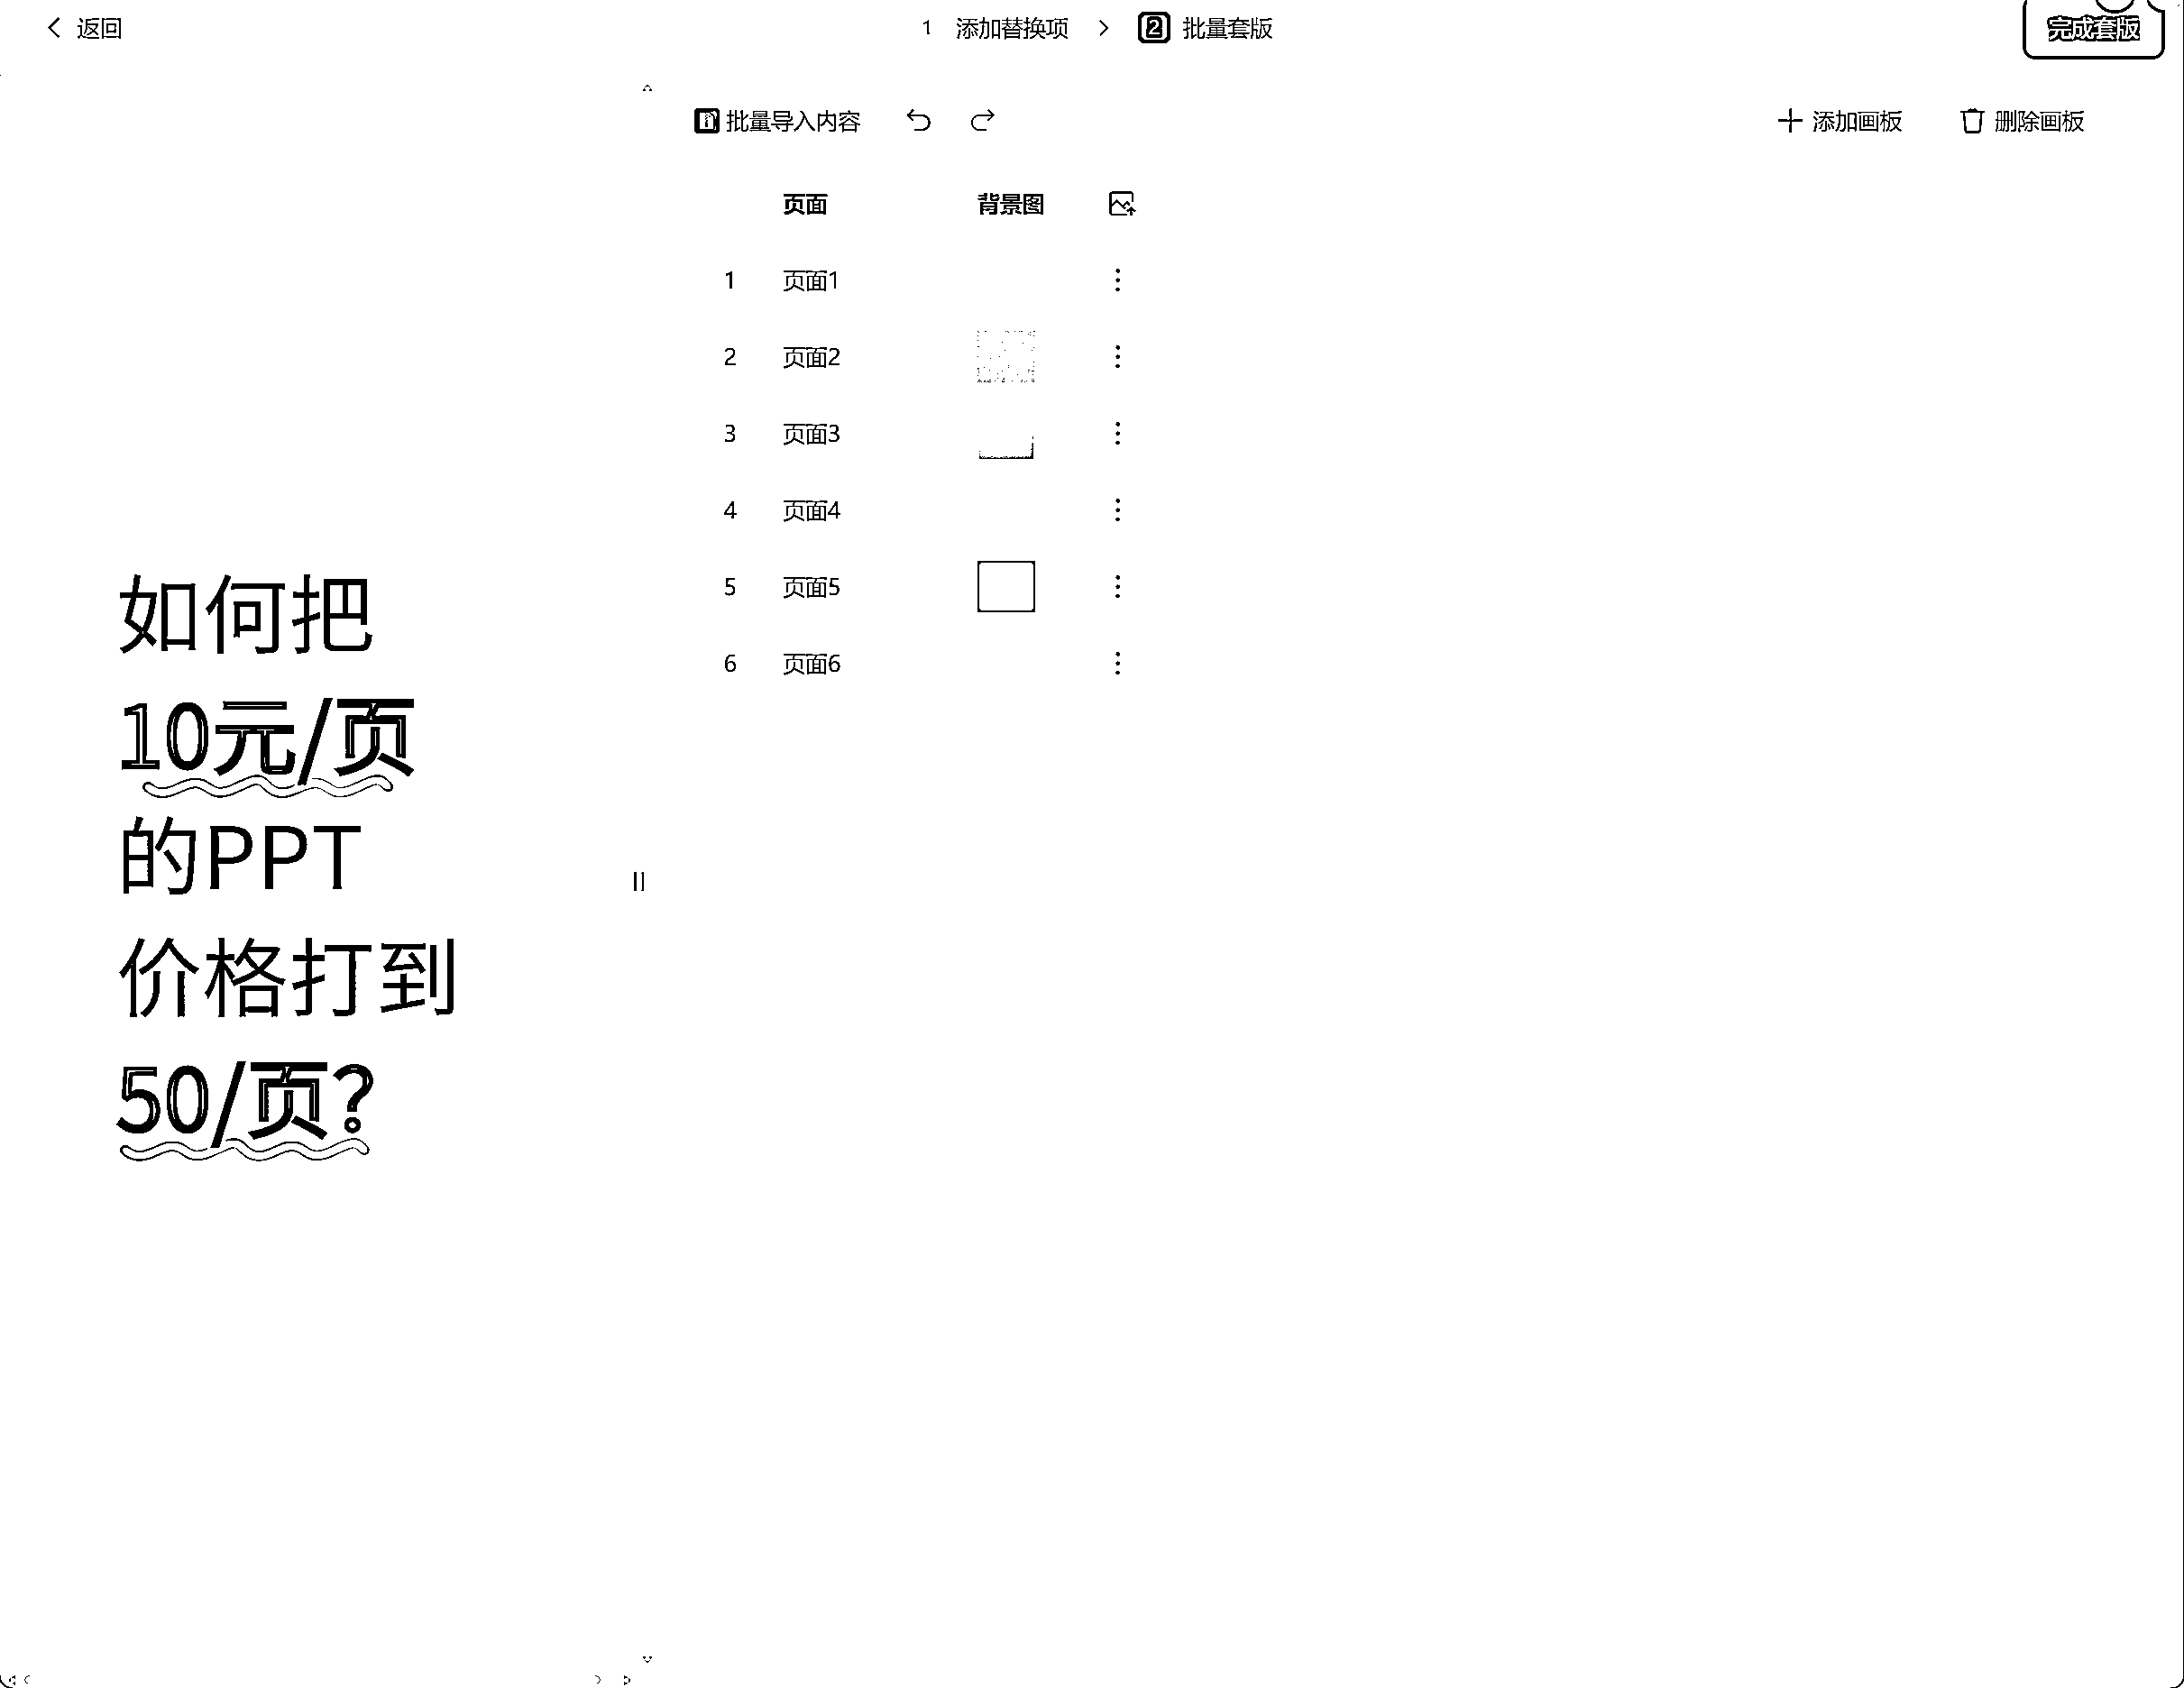 返回
1 添加替换项 > 2 批量套版
完成套版
批量导入内容
添加画板
删除画板
页面 背景图
1 页面1
2 页面2
3 页面3
4 页面4
5 页面5
6 页面6
如何把
10元/页
的PPT
价格打到
50/页?